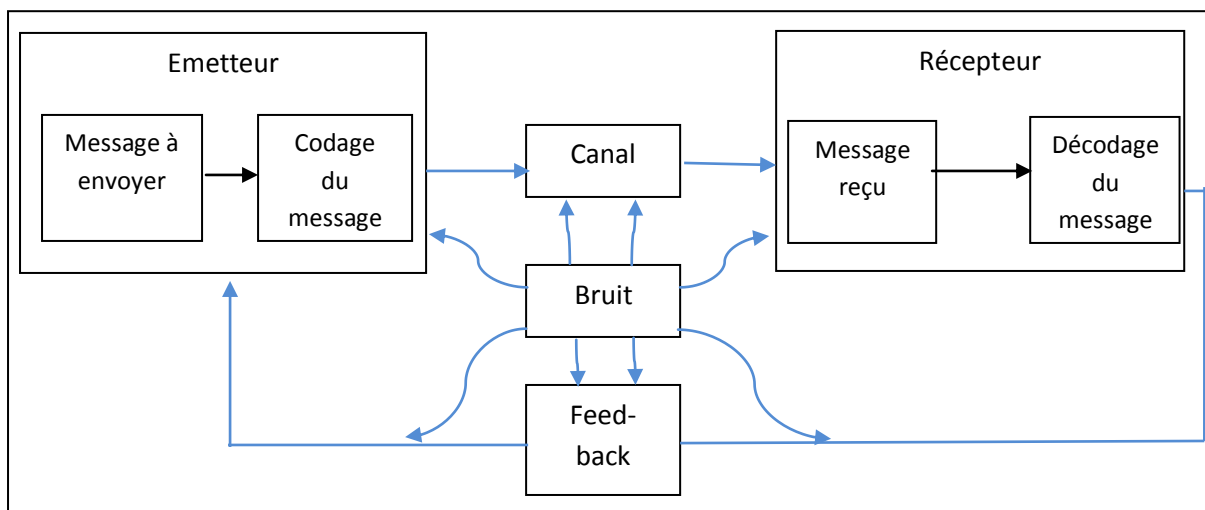 Emetteur
Message à
envoyer
Codage
du
message
Canal
Récepteur
Message
reçu
Décodage
du
message
Bruit
Feed-
back